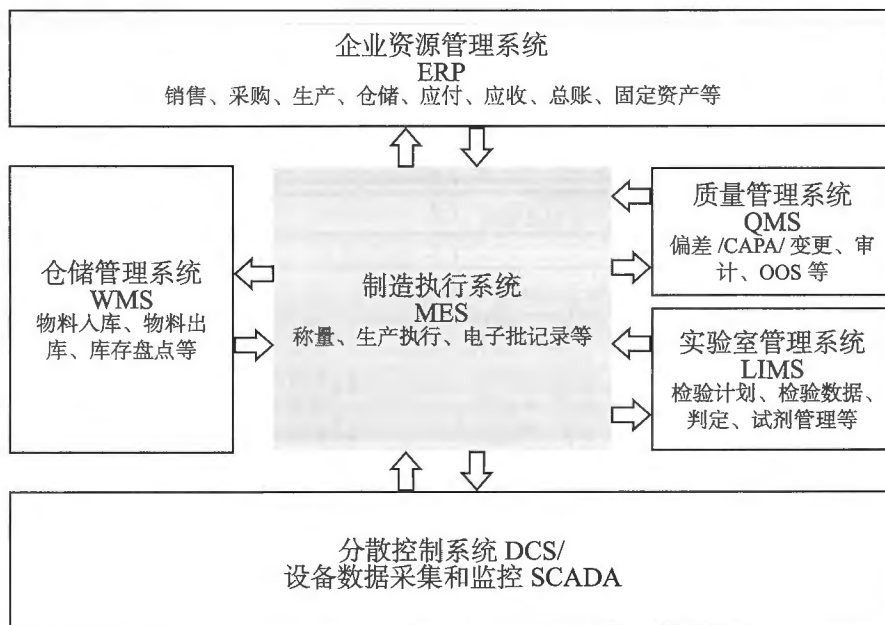 企业资源管理系统
ERP
销售、采购、生产、仓储、应付、应收、总账、固定资产等
仓储管理系统
WMS
物料入库、物料出
库、库存盘点等
制造执行系统
MES
称量、生产执行、电子批记录等
质量管理系统
QMS
偏差/CAPA/变更、审
计、OOS等
实验室管理系统
LIMS
检验计划、检验数据、
判定、试剂管理等
分散控制系统 DCS/
设备数据采集和监控 SCADA